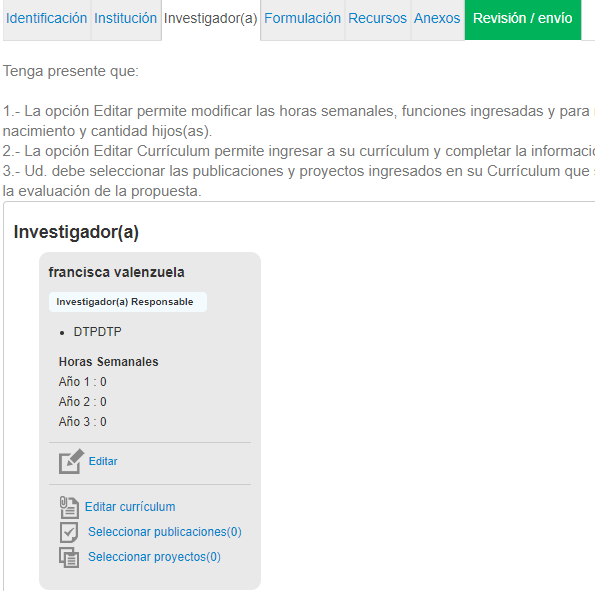 Identificación Institución Investigador(a) Formulación Recursos Anexos Revisión / envío
Tenga presente que:
1.- La opción Editar permite modificar las horas semanales, funciones ingresadas y para
nacimiento y cantidad hijos(as).
2.- La opción Editar Currículum permite ingresar a su currículum y completar la informaci
3.- Ud. debe seleccionar las publicaciones y proyectos ingresados en su Currículum que
la evaluación de la propuesta.
Investigador(a)
francisca valenzuela
Investigador(a) Responsable
• DTPDTP
Horas Semanales
Año 1 : 0
Año 2 : 0
Año 3 : 0
Editar
Editar currículum
Seleccionar publicaciones(0)
Seleccionar proyectos(0)